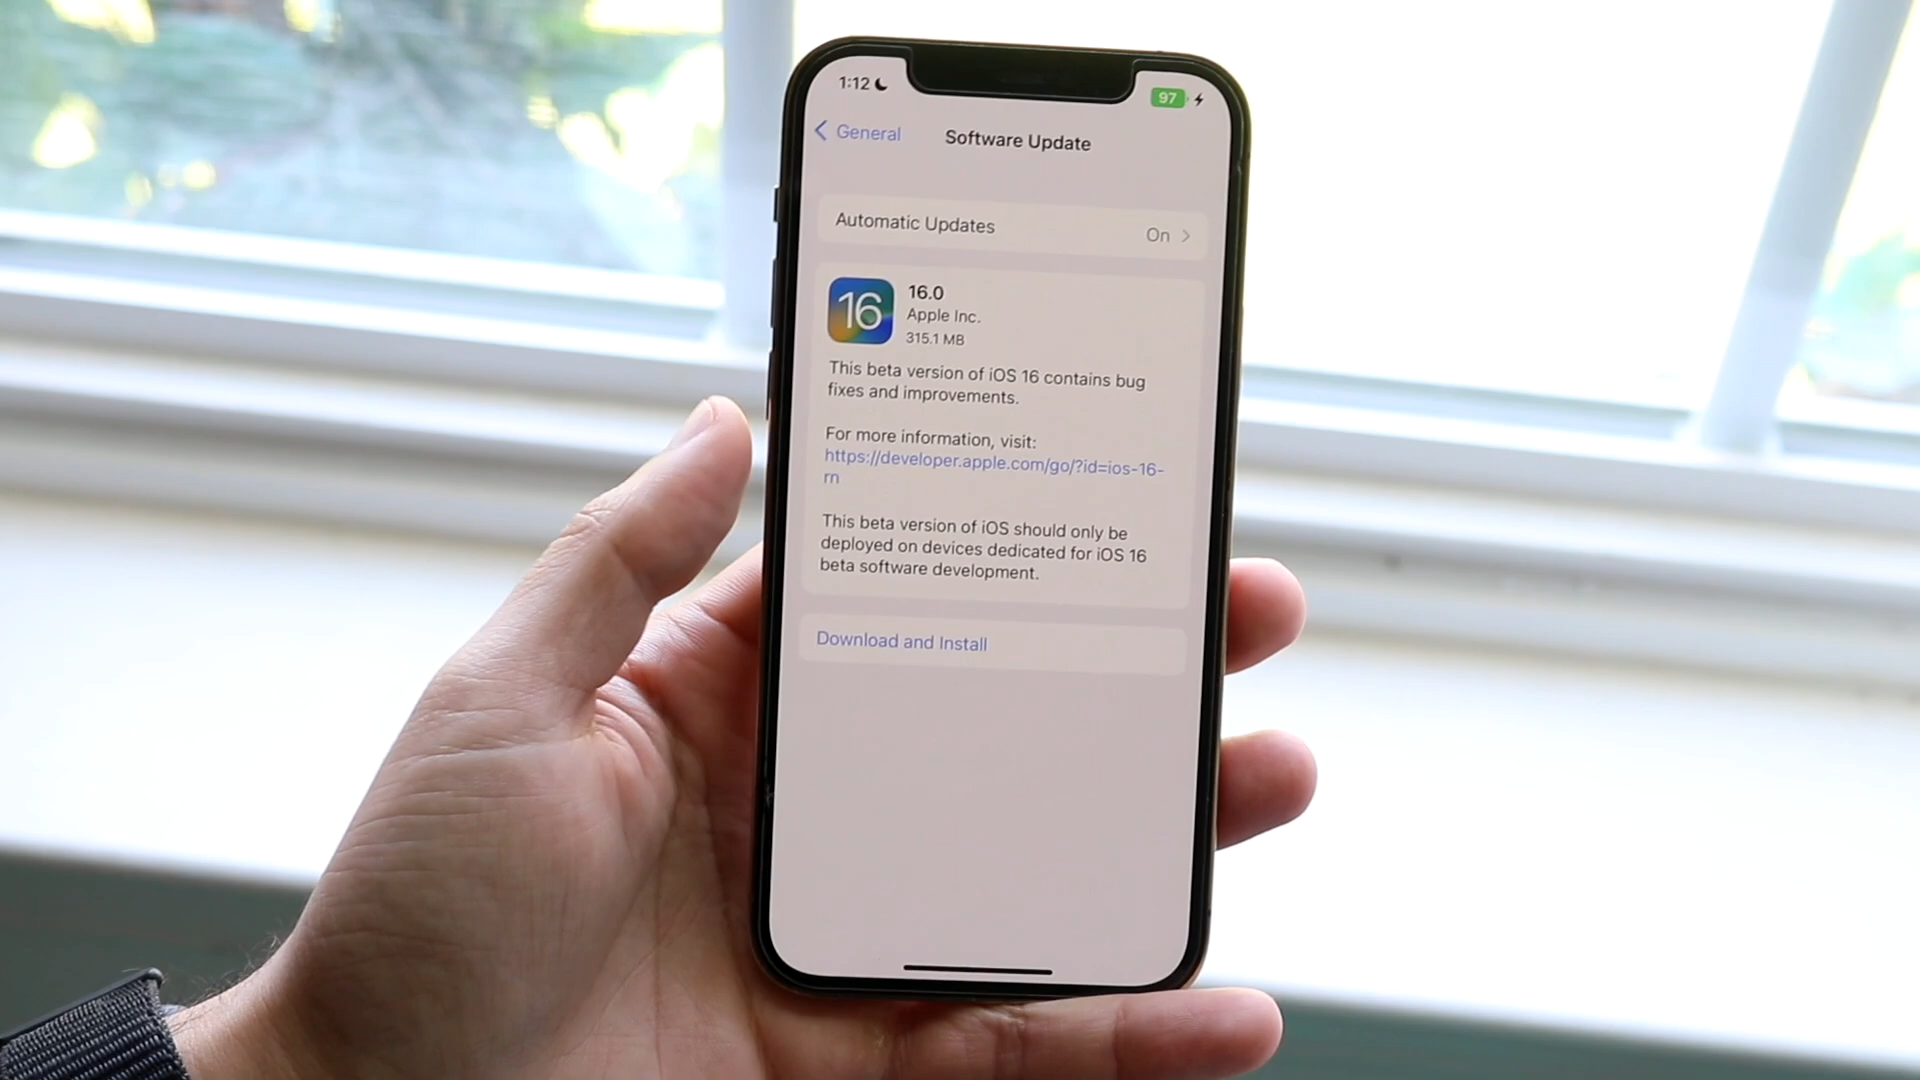 1:12
97
General
Software Update
Automatic Updates
On
16
16.0
Apple Inc.
315.1 MB
This beta version of iOS 16 contains bug
fixes and improvements.
For more information, visit:
https://developer.apple.com/go/?id=ios-16-
rn
This beta version of iOS should only be
deployed on devices dedicated for iOS 16
beta software development.
Download and Install